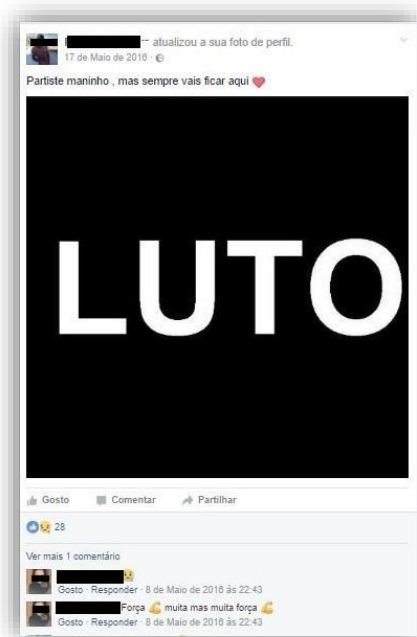 atualizou a sua foto de perfil.
17 de Maio de 2016 ·
Partiste maninho , mas sempre vais ficar aqui ❤
LUTO
Gosto Comentar Partilhar
28
Ver mais 1 comentário
😢
Gosto · Responder · 8 de Maio de 2016 às 22:43
Força 💪 muita mas muita força 💪
Gosto · Responder · 8 de Maio de 2016 às 22:43